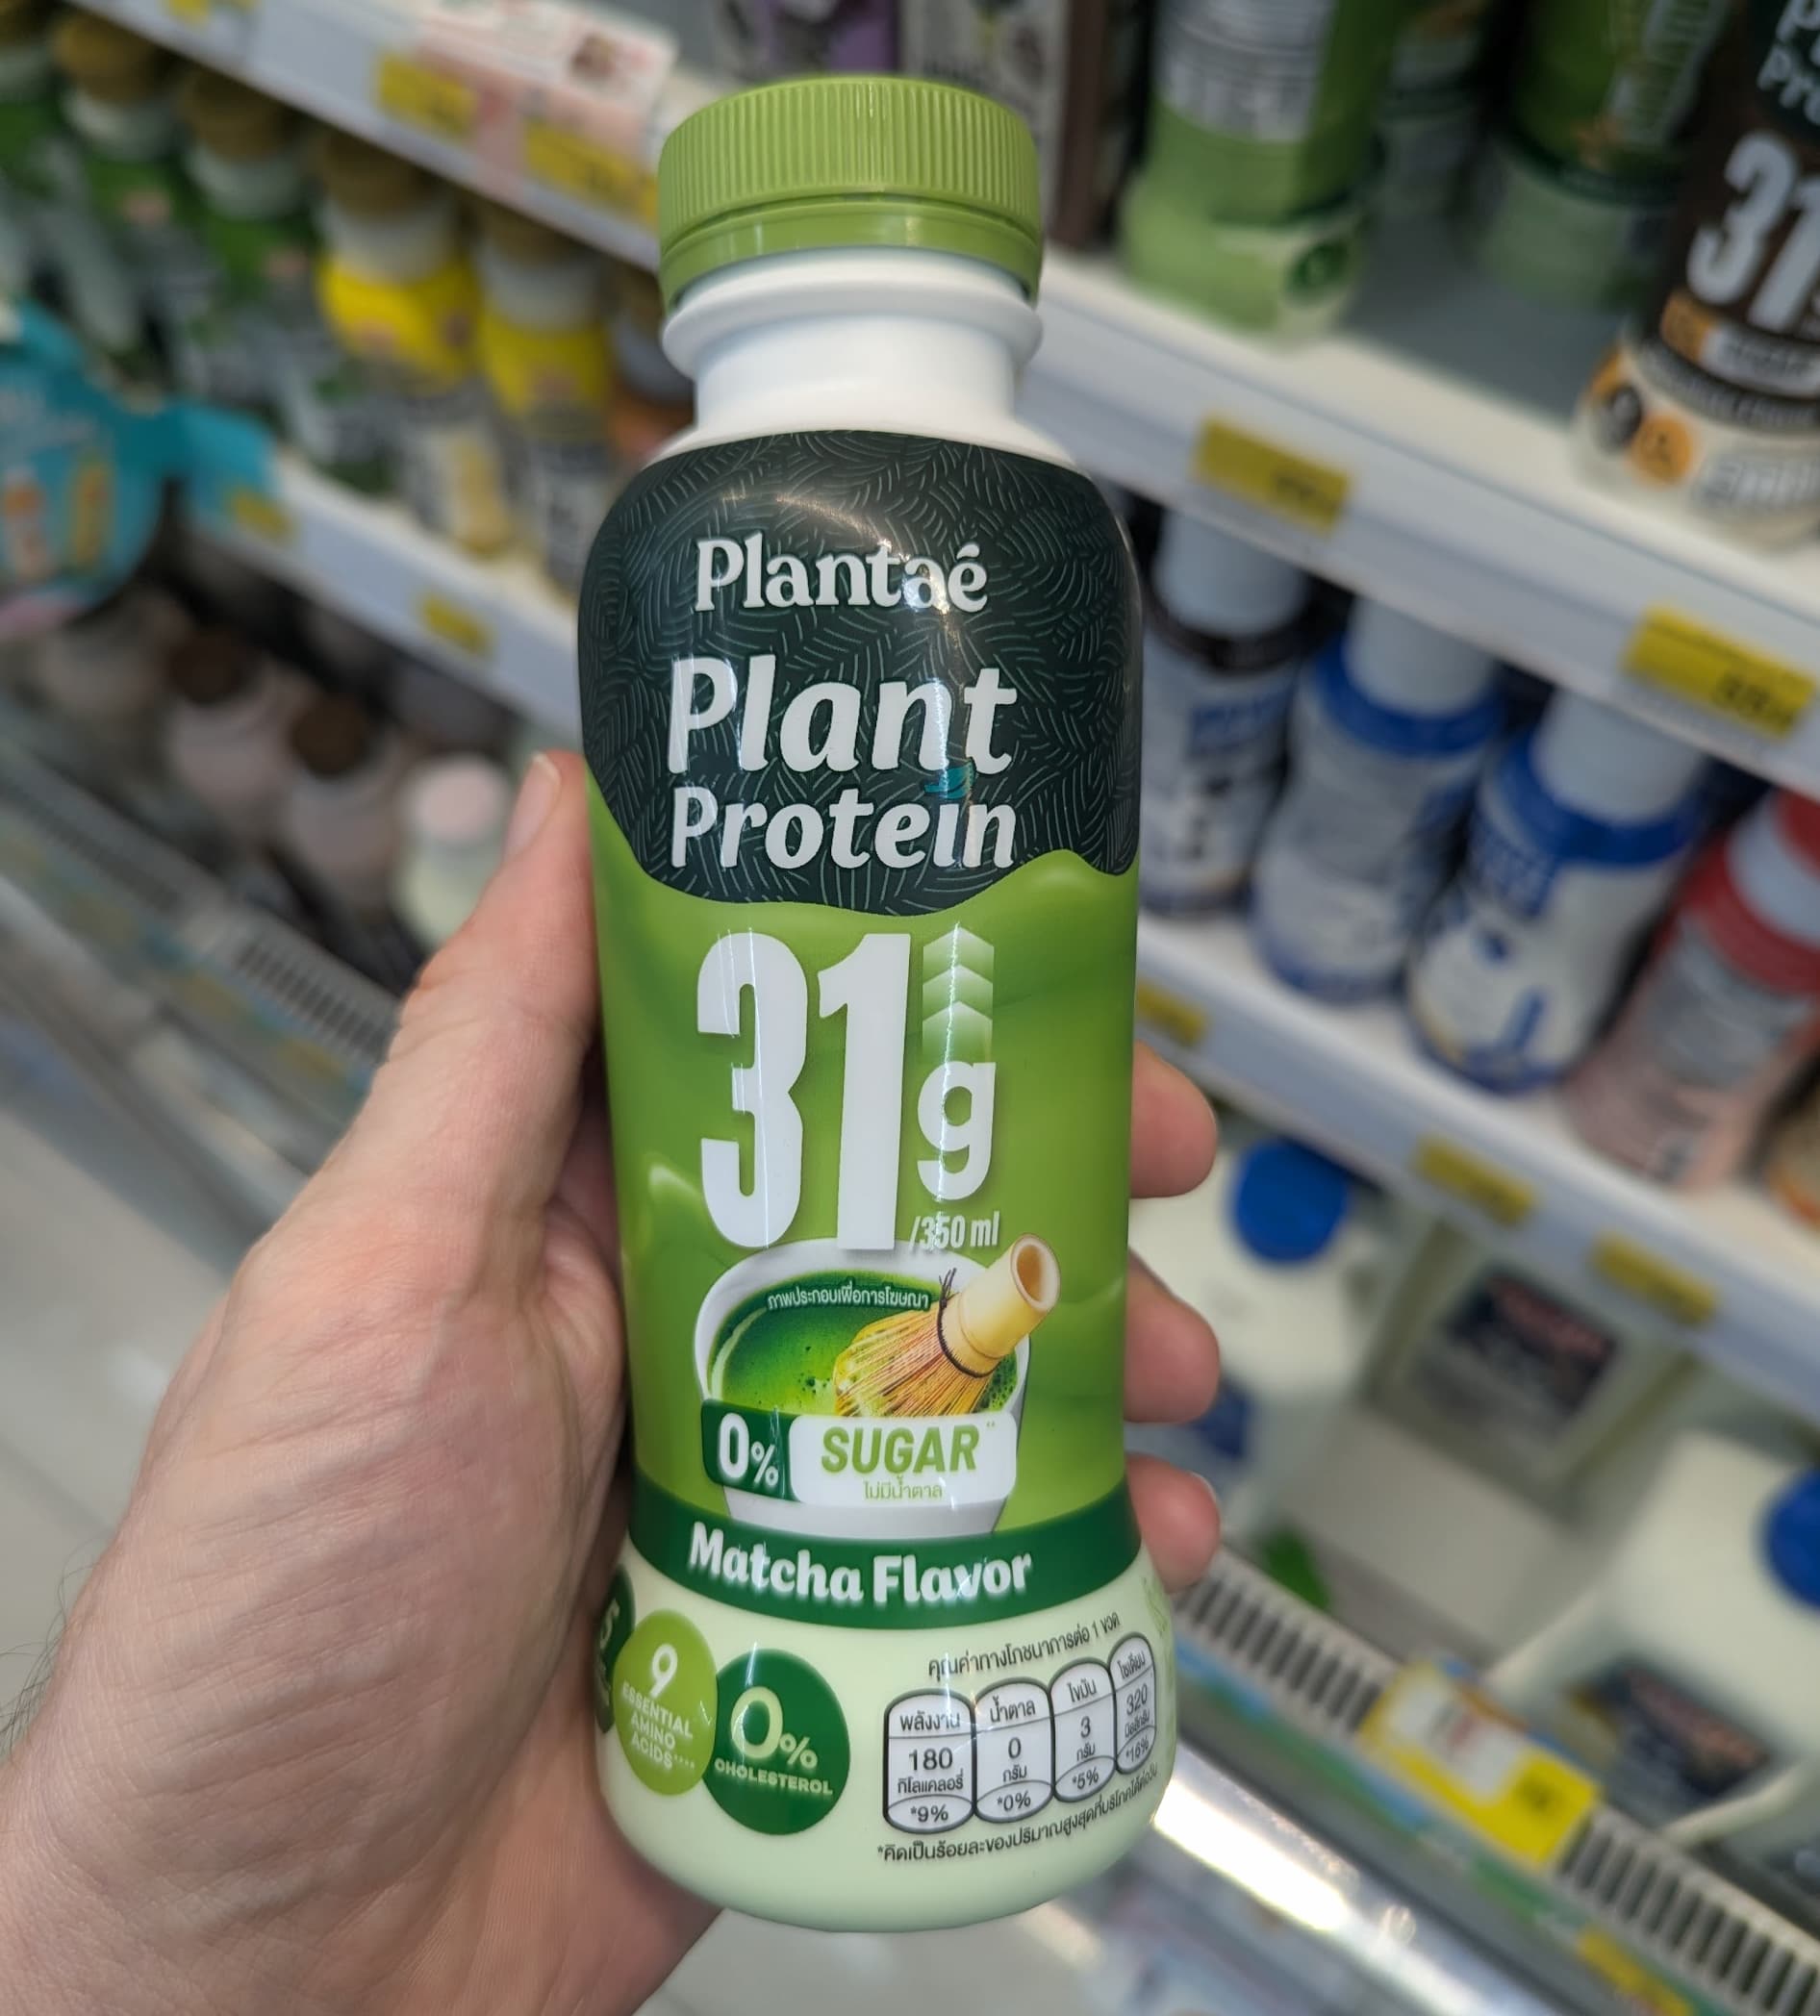 Plantaé
Plant
Protein
31g
/350 ml
ภาพประกอบเพื่อการโฆษณา
0% SUGAR**
ไม่มีน้ำตาล
Matcha Flavor
9
ESSENTIAL
AMINO
ACIDS****
0%
CHOLESTEROL
คุณค่าทางโภชนาการต่อ 1 ขวด
พลังงาน น้ำตาล ไขมัน โซเดียม
180 0 3 320
กิโลแคลอรี่ กรัม กรัม มิลลิกรัม
*9% *0% *5% *16%
*คิดเป็นร้อยละของปริมาณสูงสุดที่บริโภคได้ต่อวัน
31